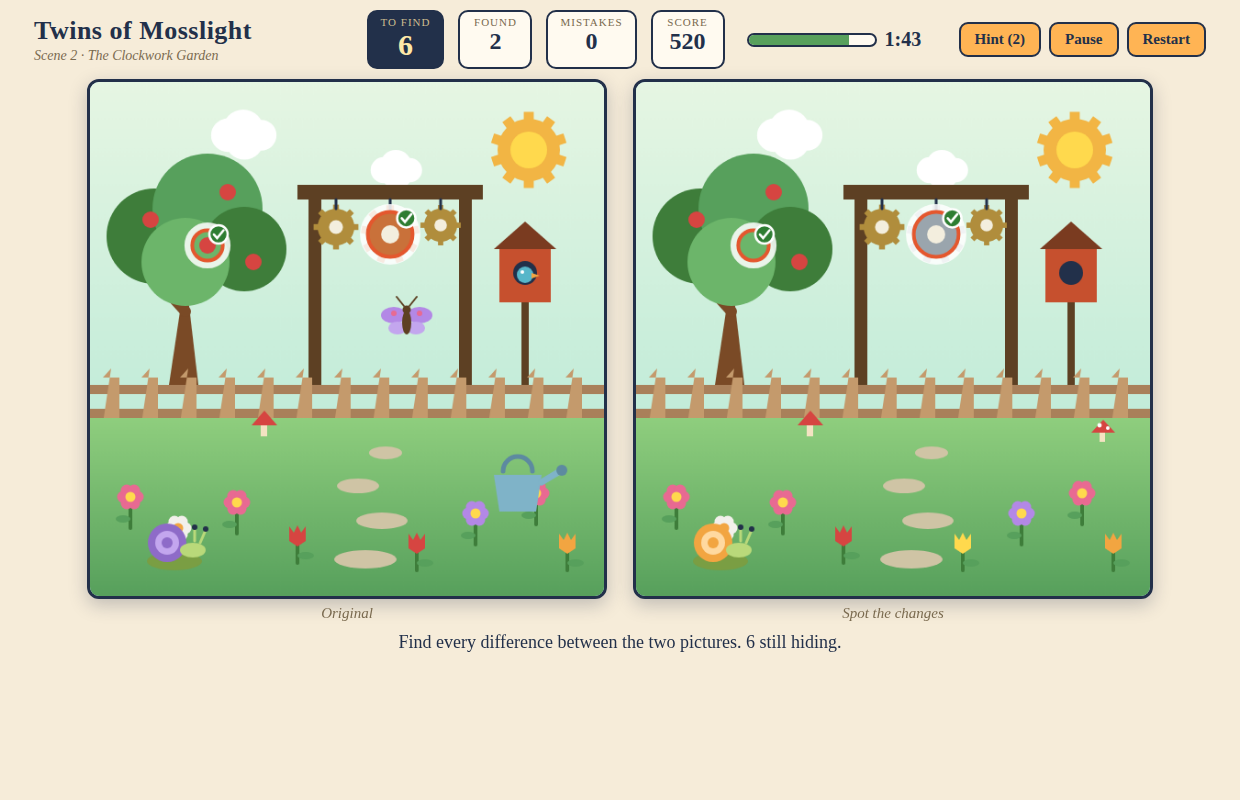 Twins of Mosslight
Scene 2 · The Clockwork Garden
TO FIND
6
FOUND
2
MISTAKES
0
SCORE
520
1:43
Hint (2)
Pause
Restart
Original
Spot the changes
Find every difference between the two pictures. 6 still hiding.